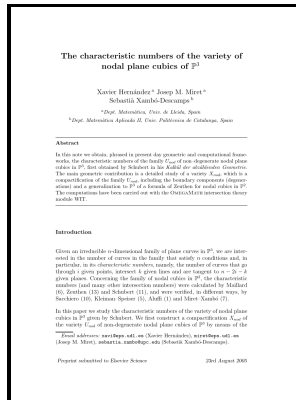 The characteristic numbers of the variety of
nodal plane cubics of ℙ³
Xavier Hernández ᵃ Josep M. Miret ᵃ
Sebastià Xambó-Descamps ᵇ
ᵃ Dept. Matemàtica, Univ. de Lleida, Spain
ᵇ Dept. Matemàtica Aplicada II, Univ. Politècnica de Catalunya, Spain
Abstract
In this note we obtain, phrased in present day geometric and computational frame-
works, the characteristic numbers of the family Unod of non-degenerate nodal plane
cubics in ℙ³, first obtained by Schubert in his Kalkül der abzählenden Geometrie.
The main geometric contribution is a detailed study of a variety Xnod, which is a
compactification of the family Unod, including the boundary components (degener-
ations) and a generalization to ℙ³ of a formula of Zeuthen for nodal cubics in ℙ².
The computations have been carried out with the OmegaMath intersection theory
module WIT.
Introduction
Given an irreducible n-dimensional family of plane curves in ℙ³, we are inter-
ested in the number of curves in the family that satisfy n conditions and, in
particular, in its characteristic numbers, namely, the number of curves that go
through i given points, intersect k given lines and are tangent to n − 2i − k
given planes. Concerning the family of nodal cubics in ℙ², the characteristic
numbers (and many other intersection numbers) were calculated by Maillard
(6), Zeuthen (13) and Schubert (11), and were verified, in different ways, by
Sacchiero (10), Kleiman–Speiser (5), Aluffi (1) and Miret–Xambó (7).
In this paper we study the characteristic numbers of the variety of nodal plane
cubics in ℙ³ given by Schubert. We first construct a compactification Xnod of
the variety Unod of non-degenerate nodal plane cubics of ℙ³ by means of the
Email addresses: xavi@eps.udl.es (Xavier Hernández), miret@eps.udl.es
(Josep M. Miret), sebastia.xambo@upc.edu (Sebastià Xambó-Descamps).
Preprint submitted to Elsevier Science 23rd August 2005